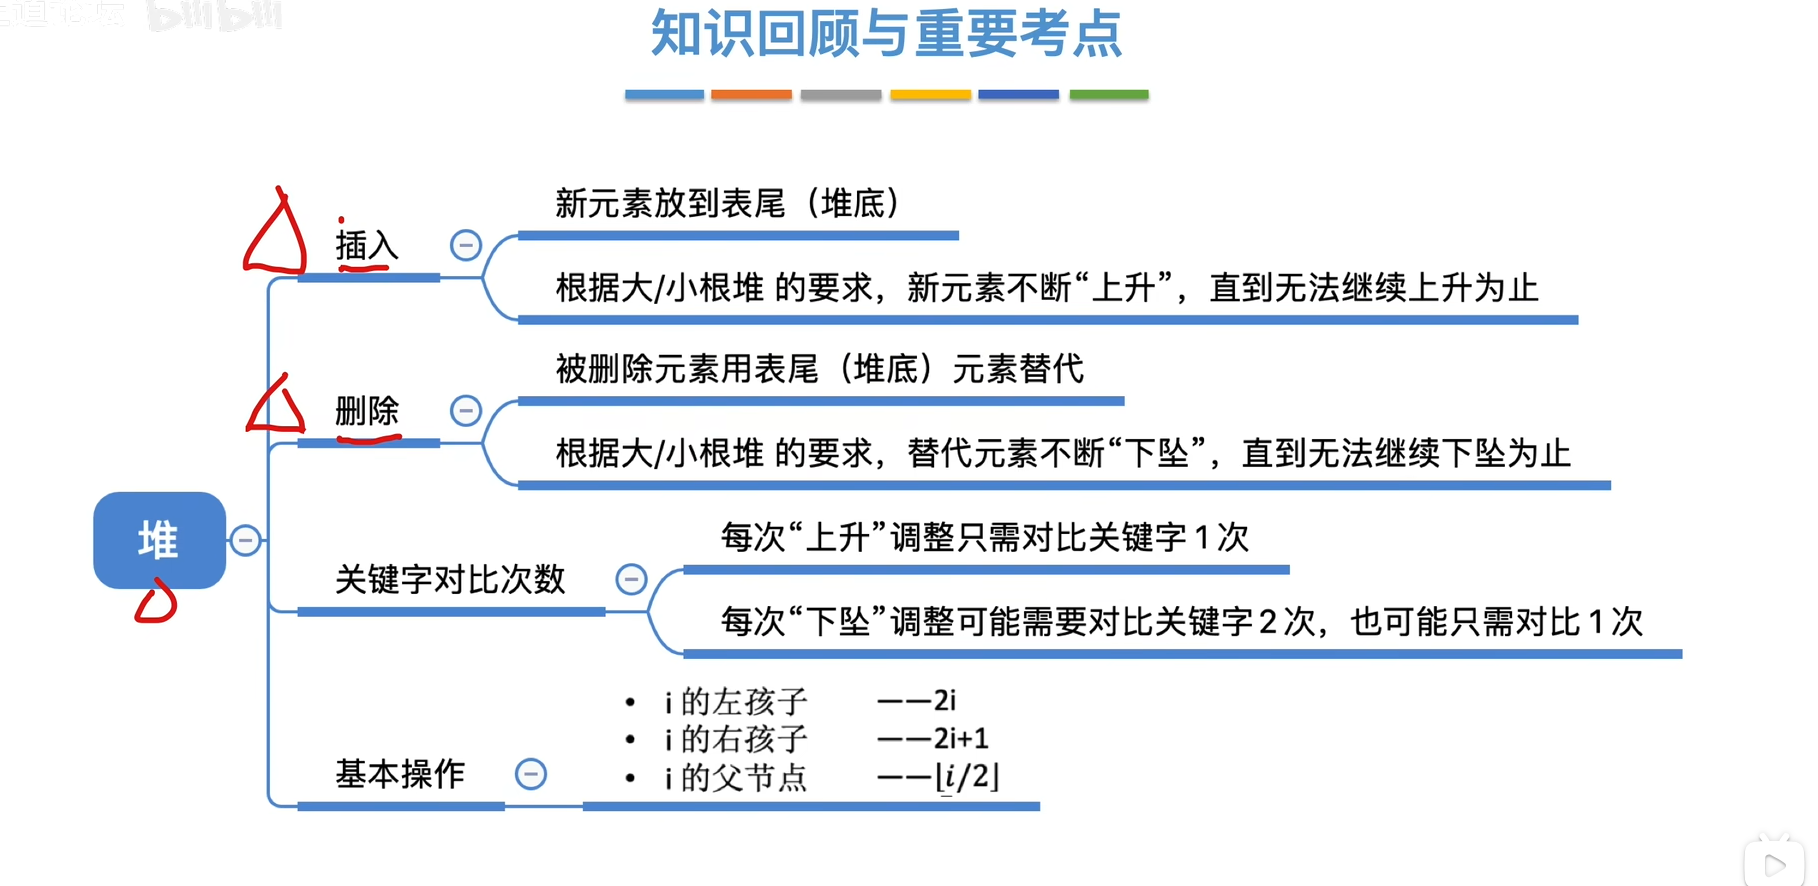 bilibili
知识回顾与重要考点
新元素放到表尾（堆底）
插入
根据大/小根堆 的要求，新元素不断“上升”，直到无法继续上升为止
被删除元素用表尾（堆底）元素替代
删除
根据大/小根堆 的要求，替代元素不断“下坠”，直到无法继续下坠为止
堆
每次“上升”调整只需对比关键字1次
关键字对比次数
每次“下坠”调整可能需要对比关键字2次，也可能只需对比1次
• i 的左孩子 ——2i
• i 的右孩子 ——2i+1
• i 的父节点 ——⌊i/2⌋
基本操作